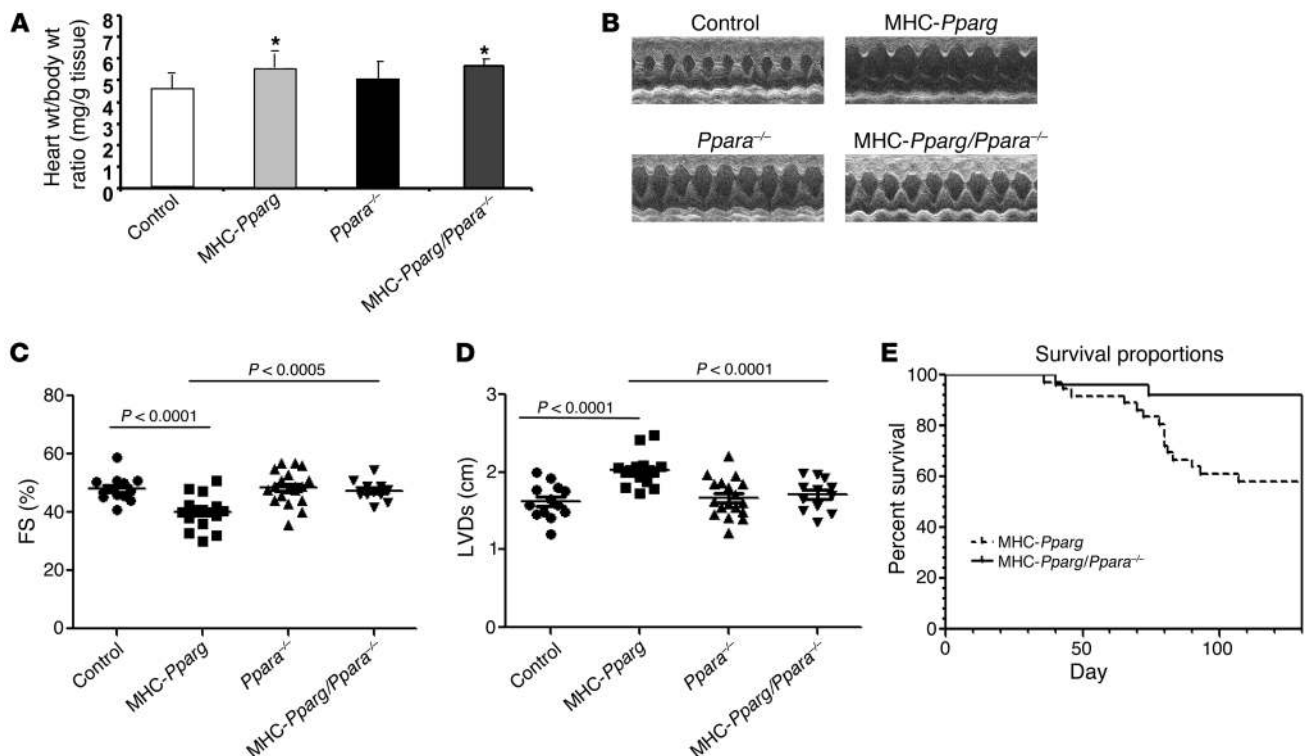 A
Heart wt/body wt
ratio (mg/g tissue)
8
7
6
5
4
3
2
1
0
*
*
Control
MHC-Pparg
Ppara–/–
MHC-Pparg/Ppara–/–
B
Control
MHC-Pparg
Ppara–/–
MHC-Pparg/Ppara–/–
C
P < 0.0005
P < 0.0001
FS (%)
80
60
40
20
0
Control
MHC-Pparg
Ppara–/–
MHC-Pparg/Ppara–/–
D
P < 0.0001
P < 0.0001
LVDs (cm)
3
2
1
0
Control
MHC-Pparg
Ppara–/–
MHC-Pparg/Ppara–/–
E
Survival proportions
Percent survival
100
80
60
40
20
0
MHC-Pparg
MHC-Pparg/Ppara–/–
0
50
100
Day